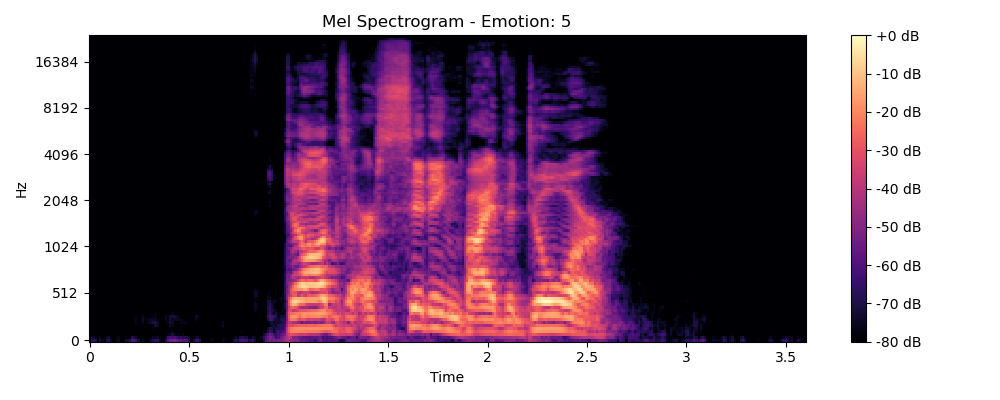 Mel Spectrogram - Emotion: 5
Hz
16384
8192
4096
2048
1024
512
0
0 0.5 1 1.5 2 2.5 3 3.5
Time
+0 dB
-10 dB
-20 dB
-30 dB
-40 dB
-50 dB
-60 dB
-70 dB
-80 dB